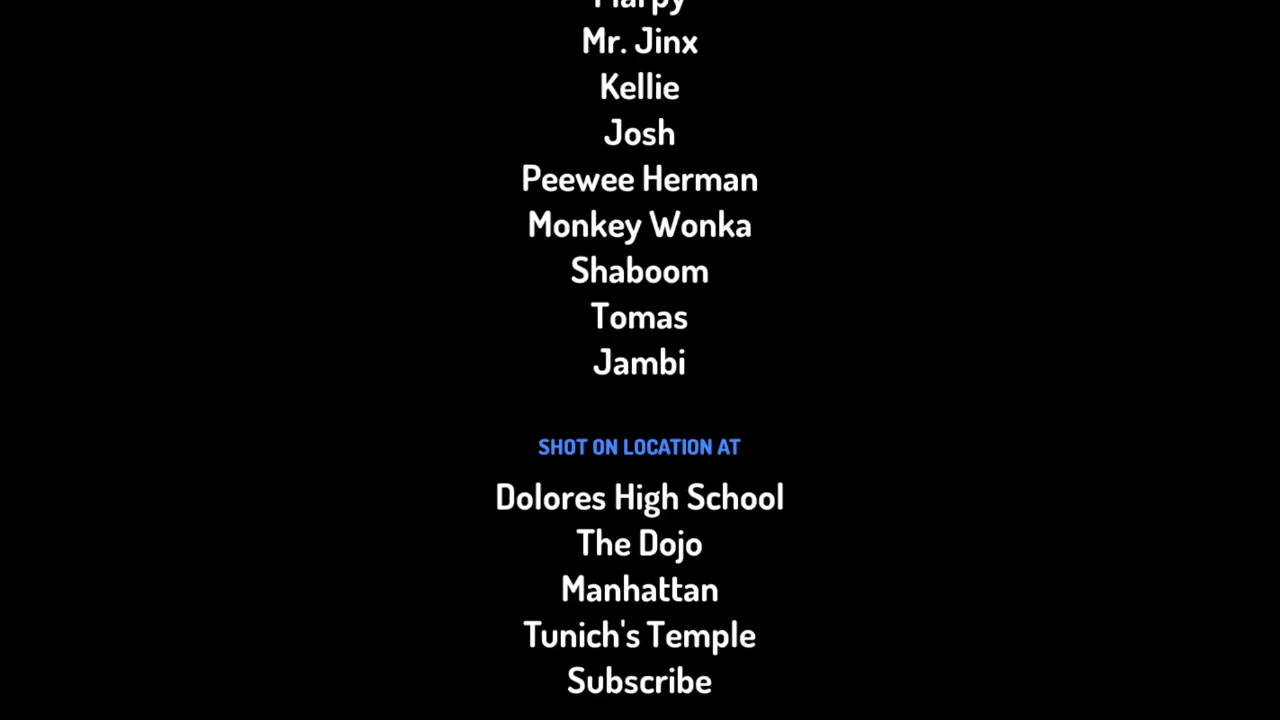 Mr. Jinx
Kellie
Josh
Peewee Herman
Monkey Wonka
Shaboom
Tomas
Jambi
SHOT ON LOCATION AT
Dolores High School
The Dojo
Manhattan
Tunich's Temple
Subscribe